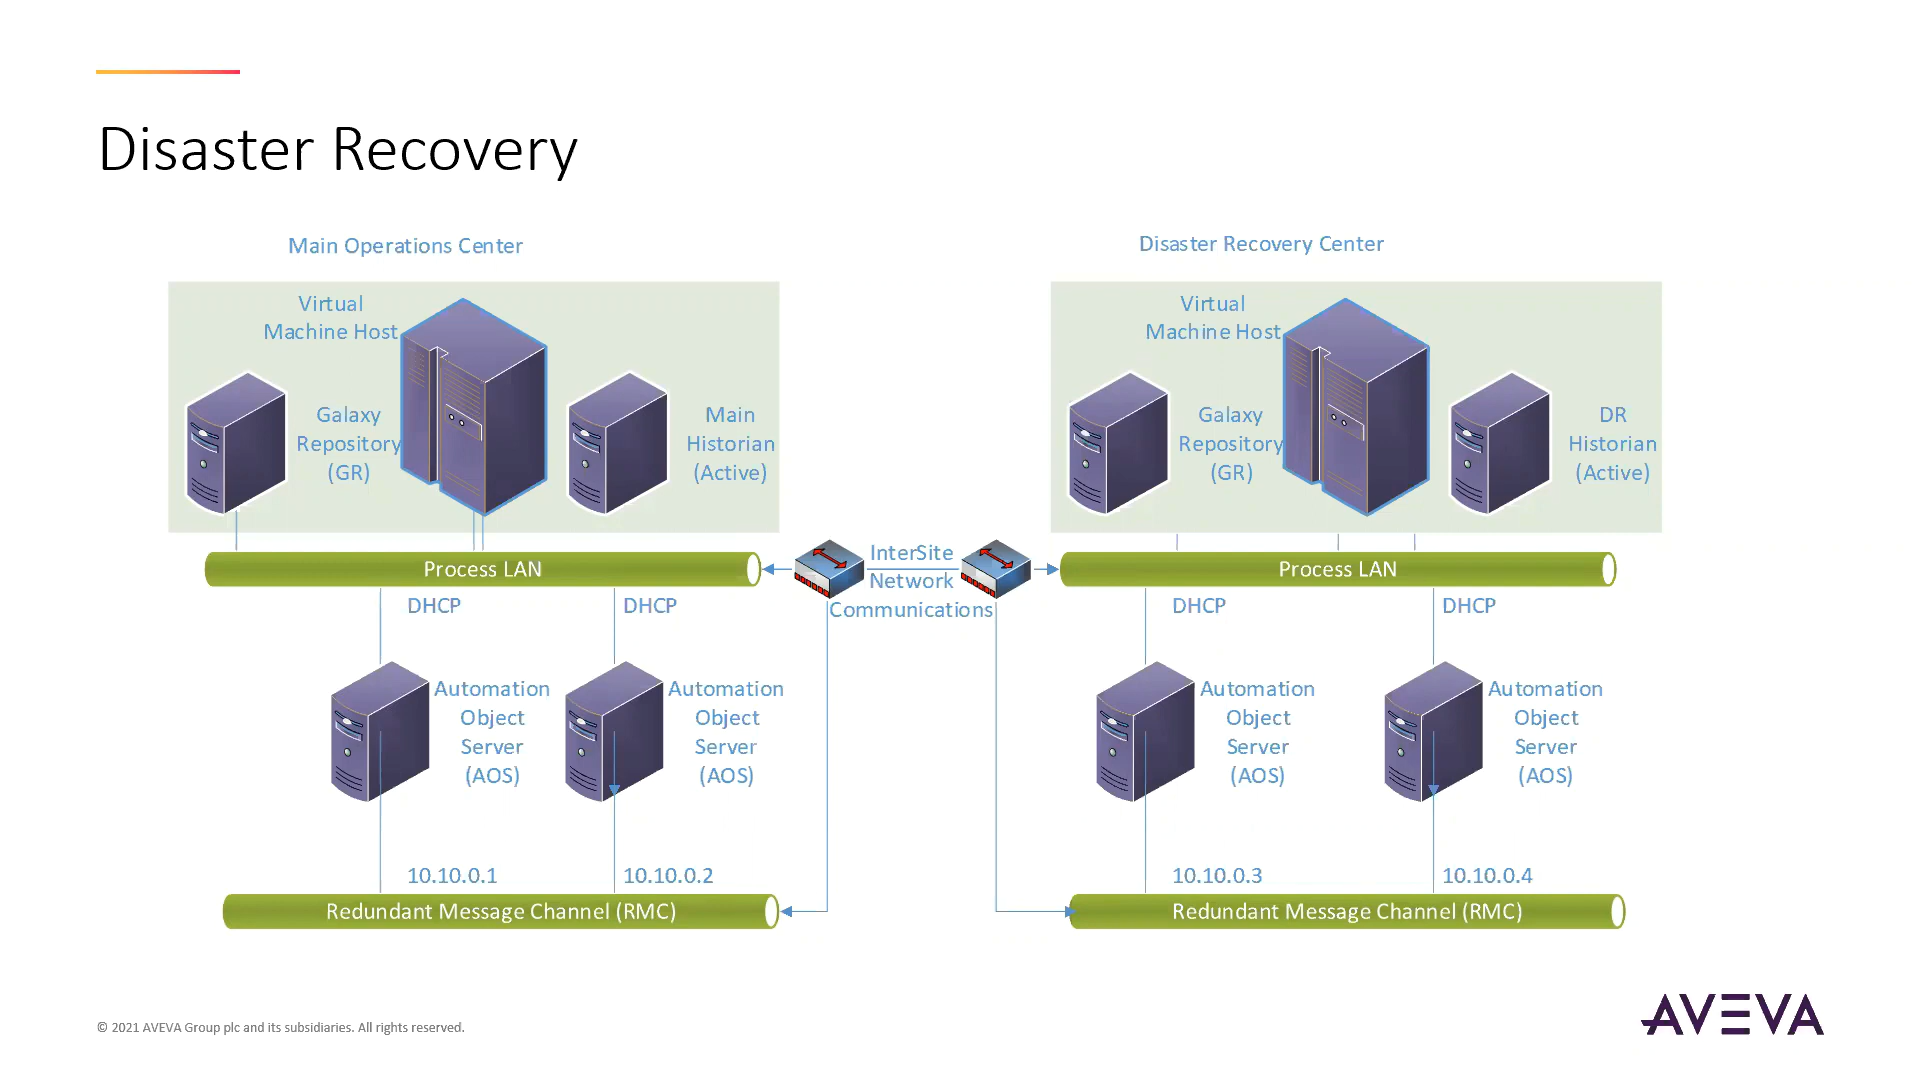 Disaster Recovery
Main Operations Center
Disaster Recovery Center
Virtual
Machine Host
Galaxy
Repository
(GR)
Main
Historian
(Active)
Virtual
Machine Host
Galaxy
Repository
(GR)
DR
Historian
(Active)
Process LAN
InterSite
Network
Communications
Process LAN
DHCP
DHCP
DHCP
DHCP
Automation
Object
Server
(AOS)
Automation
Object
Server
(AOS)
Automation
Object
Server
(AOS)
Automation
Object
Server
(AOS)
10.10.0.1
10.10.0.2
10.10.0.3
10.10.0.4
Redundant Message Channel (RMC)
Redundant Message Channel (RMC)
© 2021 AVEVA Group plc and its subsidiaries. All rights reserved.
AVEVA